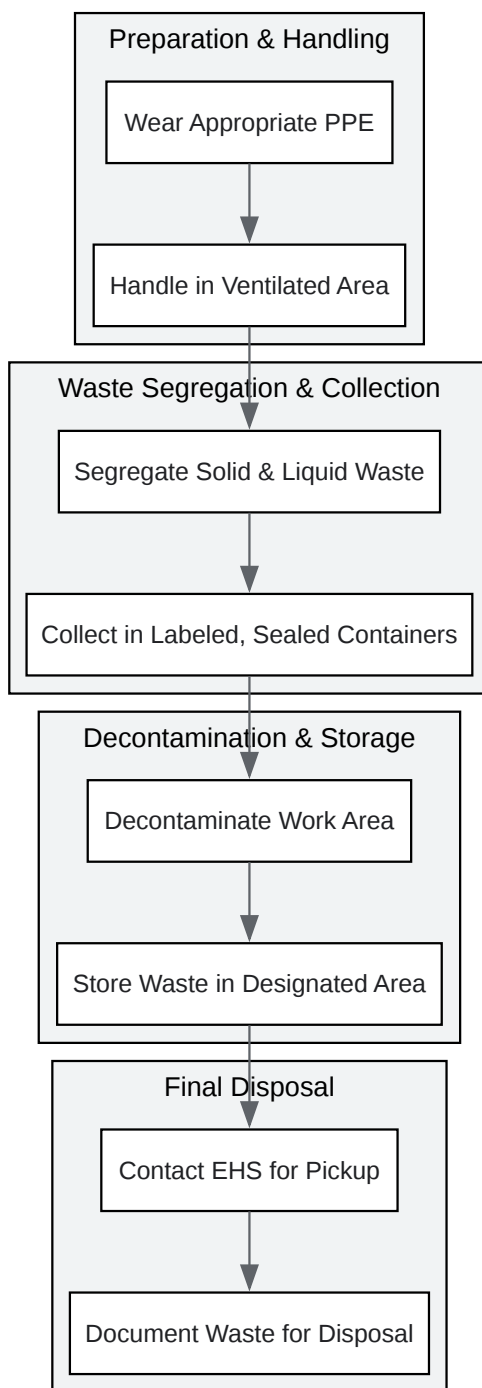 Preparation & Handling
Wear Appropriate PPE
Handle in Ventilated Area
Waste Segregation & Collection
Segregate Solid & Liquid Waste
Collect in Labeled, Sealed Containers
Decontamination & Storage
Decontaminate Work Area
Store Waste in Designated Area
Final Disposal
Contact EHS for Pickup
Document Waste for Disposal